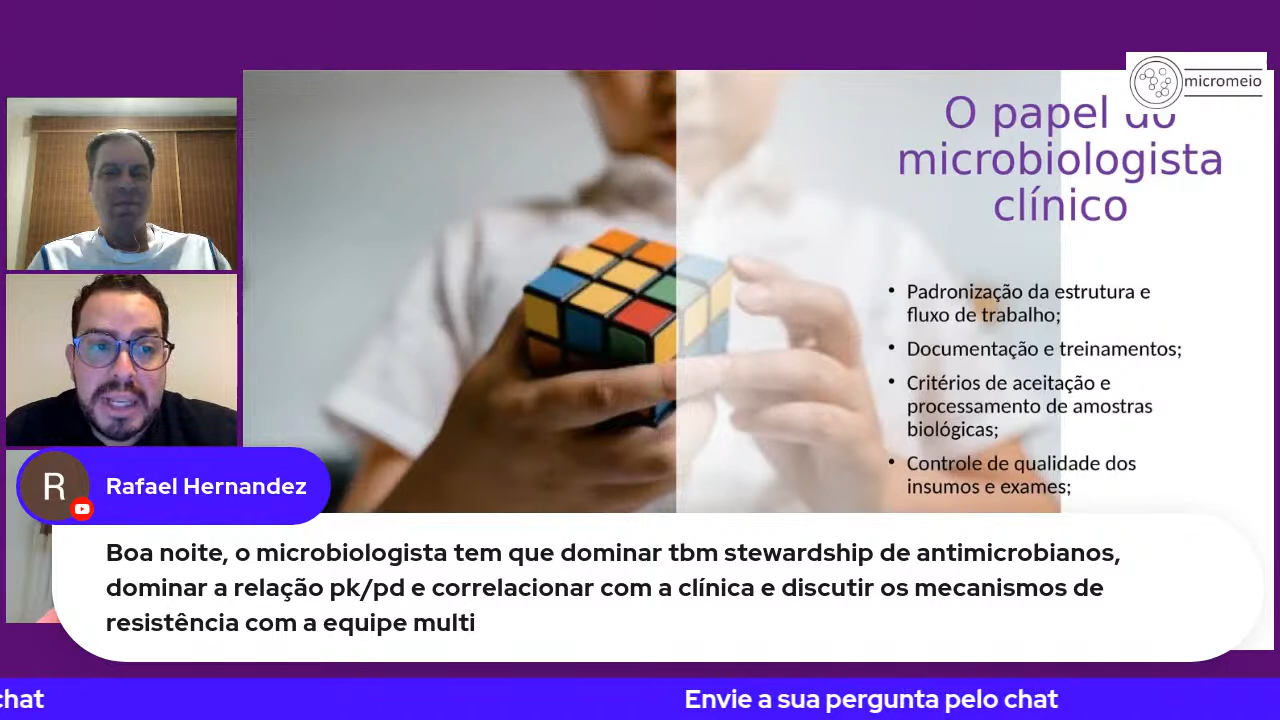 micromeio
O papel do
microbiologista
clínico
• Padronização da estrutura e
fluxo de trabalho;
• Documentação e treinamentos;
• Critérios de aceitação e
processamento de amostras
biológicas;
• Controle de qualidade dos
insumos e exames;
R
Rafael Hernandez
Boa noite, o microbiologista tem que dominar tbm stewardship de antimicrobianos,
dominar a relação pk/pd e correlacionar com a clínica e discutir os mecanismos de
resistência com a equipe multi
chat
Envie a sua pergunta pelo chat